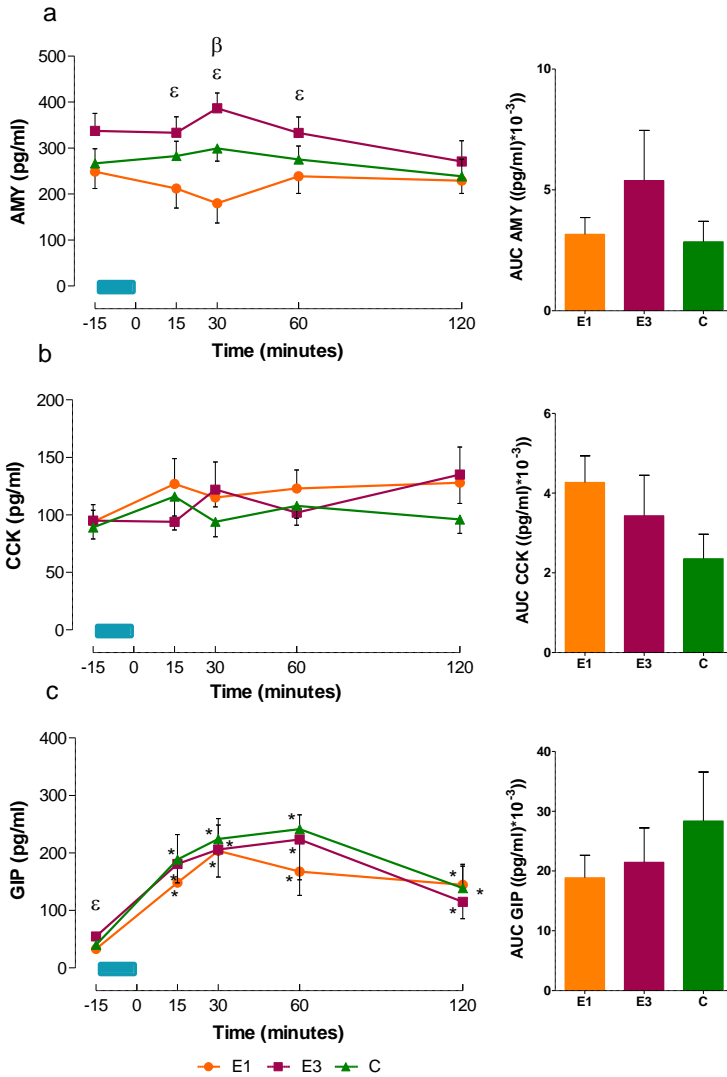 a
500
400
300
200
100
0
AMY (pg/ml)
ε
β
ε
ε
-15 0 15 30 60 120
Time (minutes)
10
5
0
AUC AMY ((pg/ml)*10⁻³))
E1 E3 C
b
200
150
100
50
0
CCK (pg/ml)
-15 0 15 30 60 120
Time (minutes)
6
4
2
0
AUC CCK ((pg/ml)*10⁻³))
E1 E3 C
c
400
300
200
100
0
GIP (pg/ml)
ε
* * *
* * *
* * *
* * *
-15 0 15 30 60 120
Time (minutes)
40
30
20
10
0
AUC GIP ((pg/ml)*10⁻³))
E1 E3 C
E1 E3 C